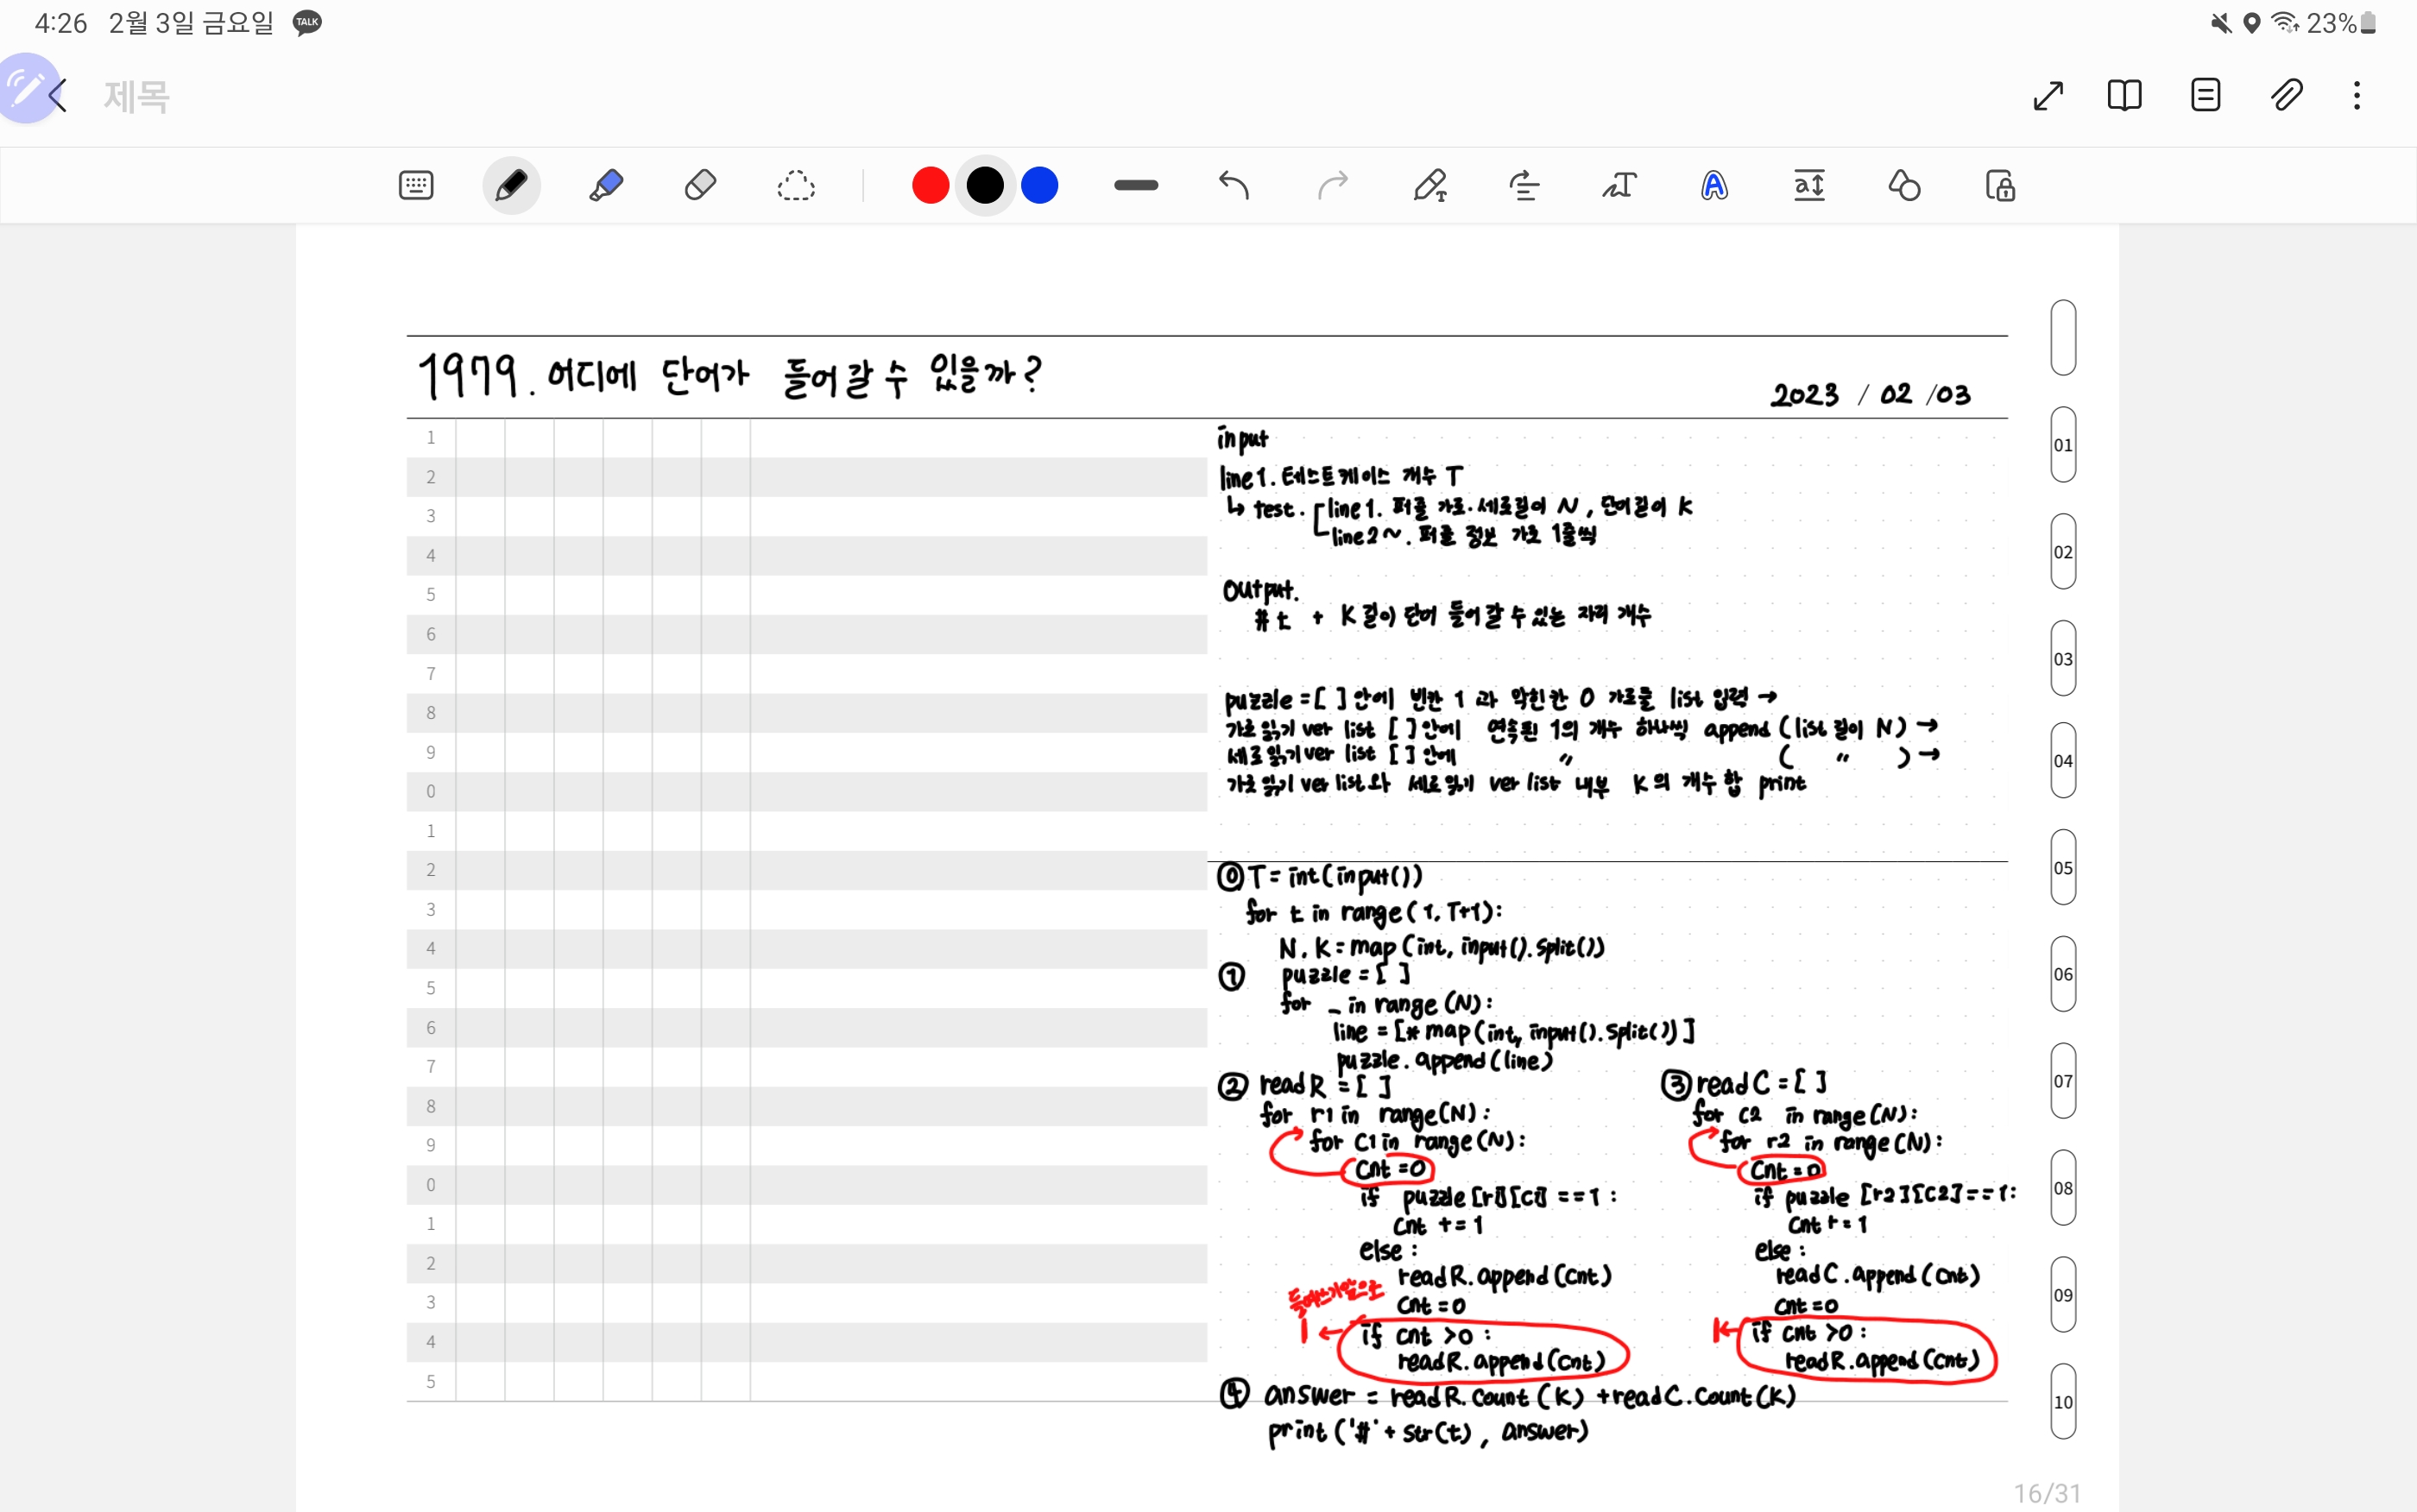 4:26 2월 3일 금요일 TALK 23%
제목
1979. 어디에 단어가 들어갈 수 있을까?
2023 / 02 /03
1
2
3
4
5
6
7
8
9
0
1
2
3
4
5
6
7
8
9
0
1
2
3
4
5
input
line1. 테스트케이스 개수 T
↳ test. line1. 퍼즐 가로·세로길이 N, 단어길이 K
line2~. 퍼즐 정보 가로 1줄씩
Output.
#t + K길이 단어 들어갈 수 있는 자리 개수
puzzle = [ ] 안에 빈칸 1 과 막힌칸 0 가로줄 list 입력 →
가로읽기 ver list [ ] 안에 연속된 1의 개수 하나씩 append (list 길이 N) →
세로읽기 ver list [ ] 안에 〃 ( 〃 ) →
가로읽기 ver list와 세로읽기 ver list 내부 K의 개수 합 print
⓪ T = int(input())
for t in range(1, T+1):
N, K = map(int, input().split())
① puzzle = [ ]
for _ in range(N):
line = [*map(int, input().split())]
puzzle.append(line)
② readR = [ ]
for r1 in range(N):
for c1 in range(N):
cnt = 0
if puzzle[r1][c1] == 1:
cnt += 1
else:
readR.append(cnt)
cnt = 0
들여쓰기앞으로
← if cnt > 0:
readR.append(cnt)
③ readC = [ ]
for c2 in range(N):
for r2 in range(N):
cnt = 0
if puzzle[r2][c2] == 1:
cnt += 1
else:
readC.append(cnt)
cnt = 0
← if cnt > 0:
readR.append(cnt)
④ answer = readR.count(K) + readC.count(K)
print('#' + str(t), answer)
01
02
03
04
05
06
07
08
09
10
16/31